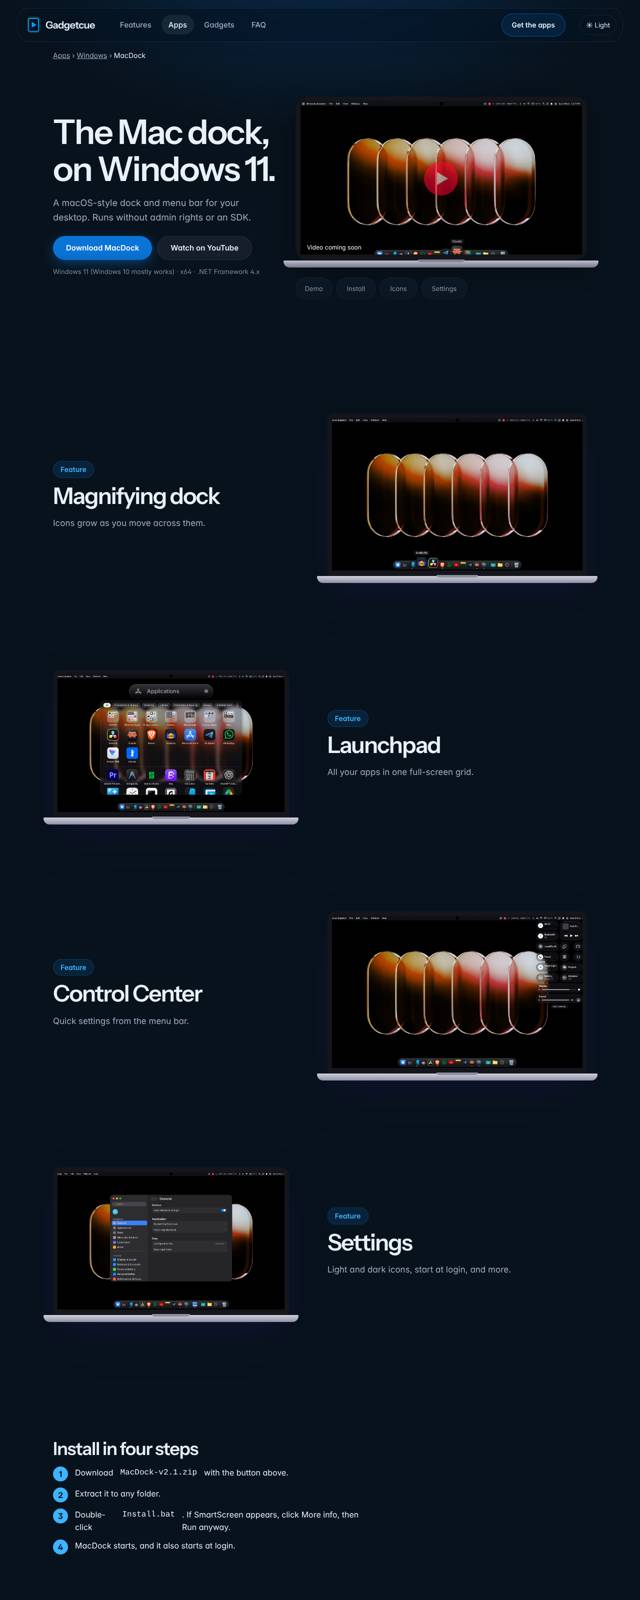 Gadgetcue
Features
Apps
Gadgets
FAQ
Get the apps
Light
Apps › Windows › MacDock
The Mac dock,
on Windows 11.
A macOS-style dock and menu bar for your
desktop. Runs without admin rights or an SDK.
Download MacDock
Watch on YouTube
Windows 11 (Windows 10 mostly works) · x64 · .NET Framework 4.x
Video coming soon
Demo
Install
Icons
Settings
Feature
Magnifying dock
Icons grow as you move across them.
Applications
Feature
Launchpad
All your apps in one full-screen grid.
Feature
Control Center
Quick settings from the menu bar.
Feature
Settings
Light and dark icons, start at login, and more.
Install in four steps
1 Download MacDock-v2.1.zip with the button above.
2 Extract it to any folder.
3 Double-click Install.bat . If SmartScreen appears, click More info, then
Run anyway.
4 MacDock starts, and it also starts at login.